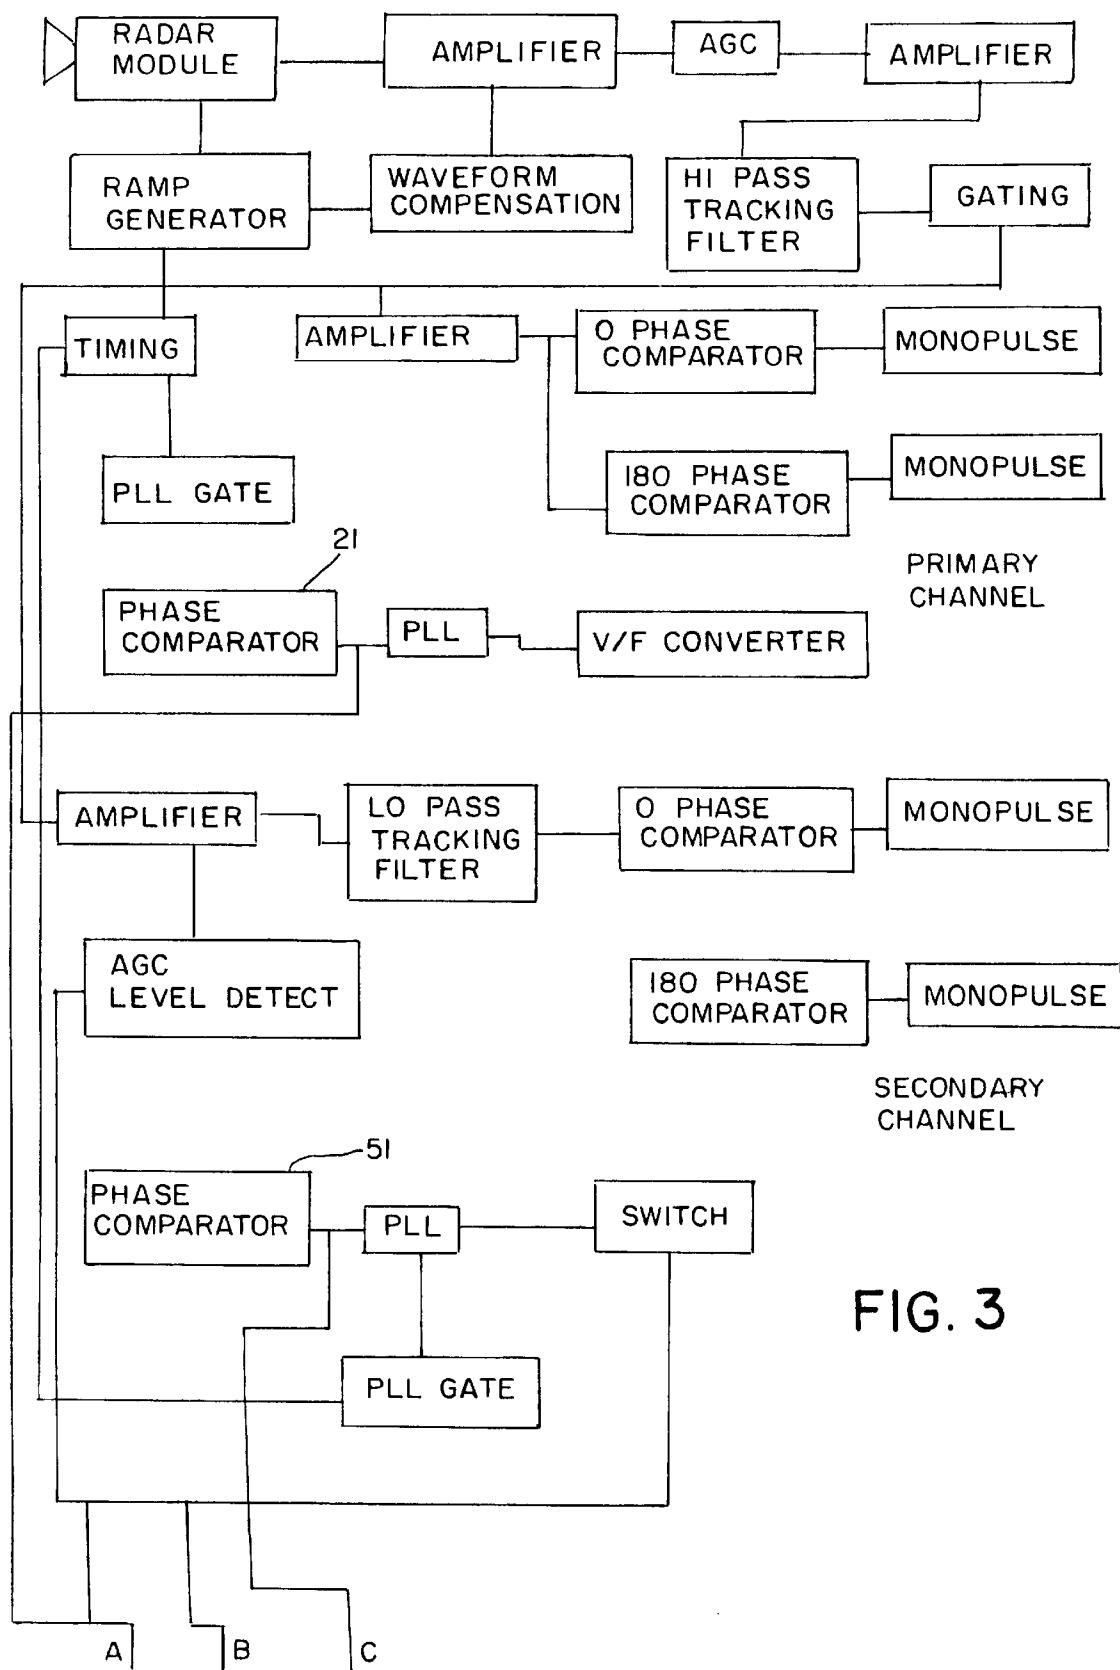 RADAR
MODULE
AMPLIFIER
AGC
AMPLIFIER
RAMP
GENERATOR
WAVEFORM
COMPENSATION
HI PASS
TRACKING
FILTER
GATING
TIMING
AMPLIFIER
O PHASE
COMPARATOR
MONOPULSE
PLL GATE
180 PHASE
COMPARATOR
MONOPULSE
PRIMARY
CHANNEL
21
PHASE
COMPARATOR
PLL
V/F CONVERTER
AMPLIFIER
LO PASS
TRACKING
FILTER
O PHASE
COMPARATOR
MONOPULSE
AGC
LEVEL DETECT
180 PHASE
COMPARATOR
MONOPULSE
SECONDARY
CHANNEL
51
PHASE
COMPARATOR
PLL
SWITCH
PLL GATE
FIG. 3
A
B
C